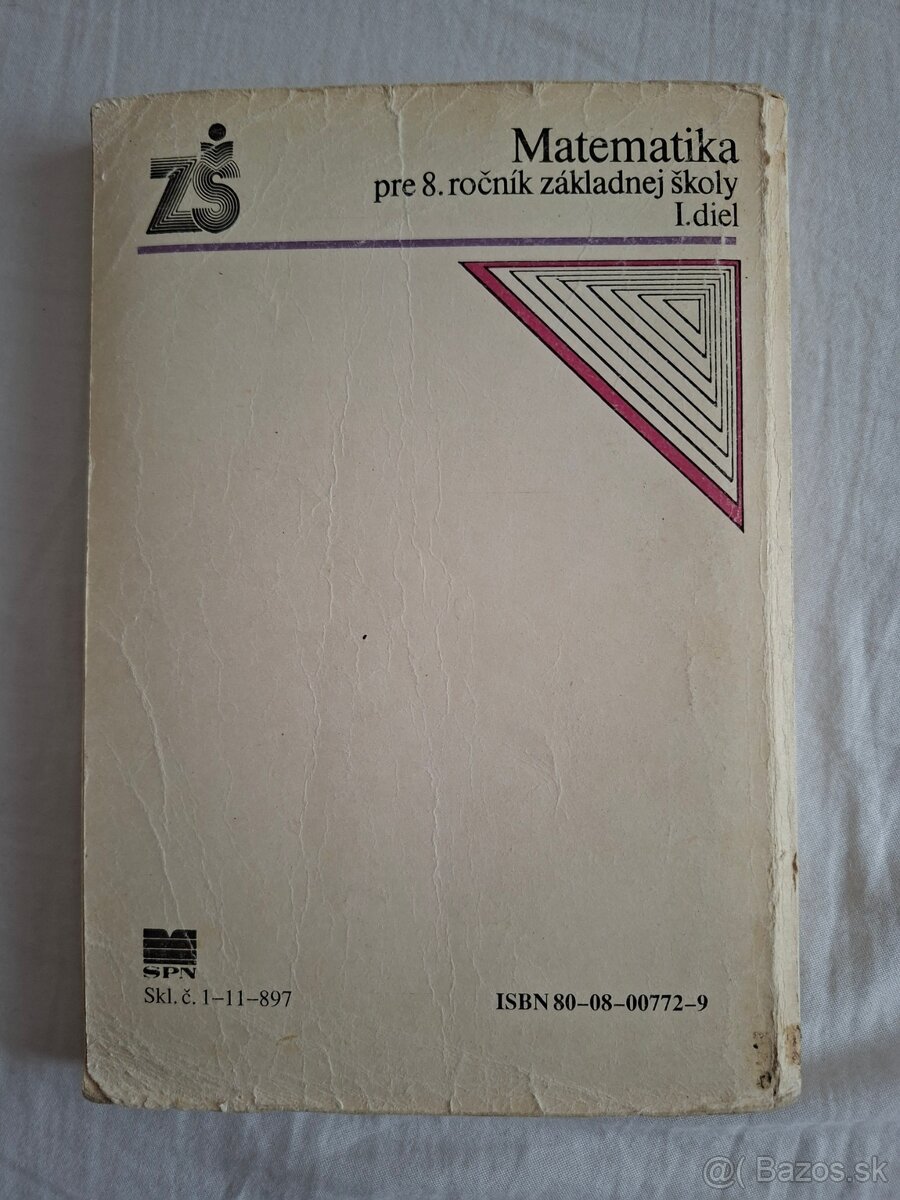 ZŠ
Matematika
pre 8. ročník základnej školy
I. diel
SPN
Skl. č. 1-11-897
ISBN 80-08-00772-9
@( Bazos.sk